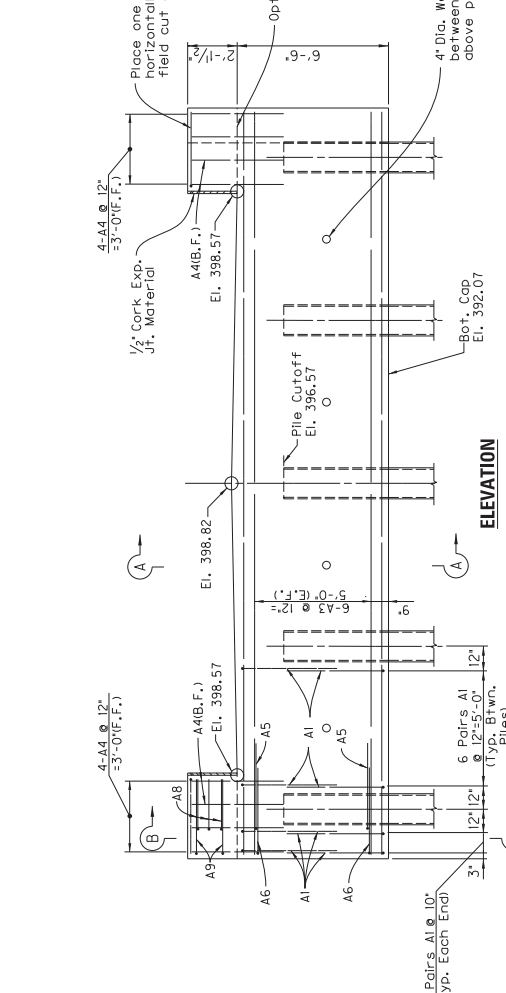 Place one
horizontal
field cut
4-A4 @ 12"
=3'-0"(F.F.)
1/2" Cork Exp.
Jt. Material
A4(B.F.)
El. 398.57
2'-1 1/2"
Opt
6'-6"
4" Dia. We
between
above p
El. 398.82
Pile Cutoff
El. 396.57
Bot. Cap
El. 392.07
A
A
ELEVATION
4-A4 @ 12"
=3'-0"(F.F.)
B
A8
A4(B.F.)
El. 398.57
A9
A5
A6
A1
A1
A1
A5
A6
6-A3 @ 12"=
5'-0" (E.F.)
9"
3"
12"
12"
12"
6 Pairs A1
@ 12"=5'-0"
(Typ. Btwn.
Piles)
Pairs A1 @ 10"
yp. Each End)